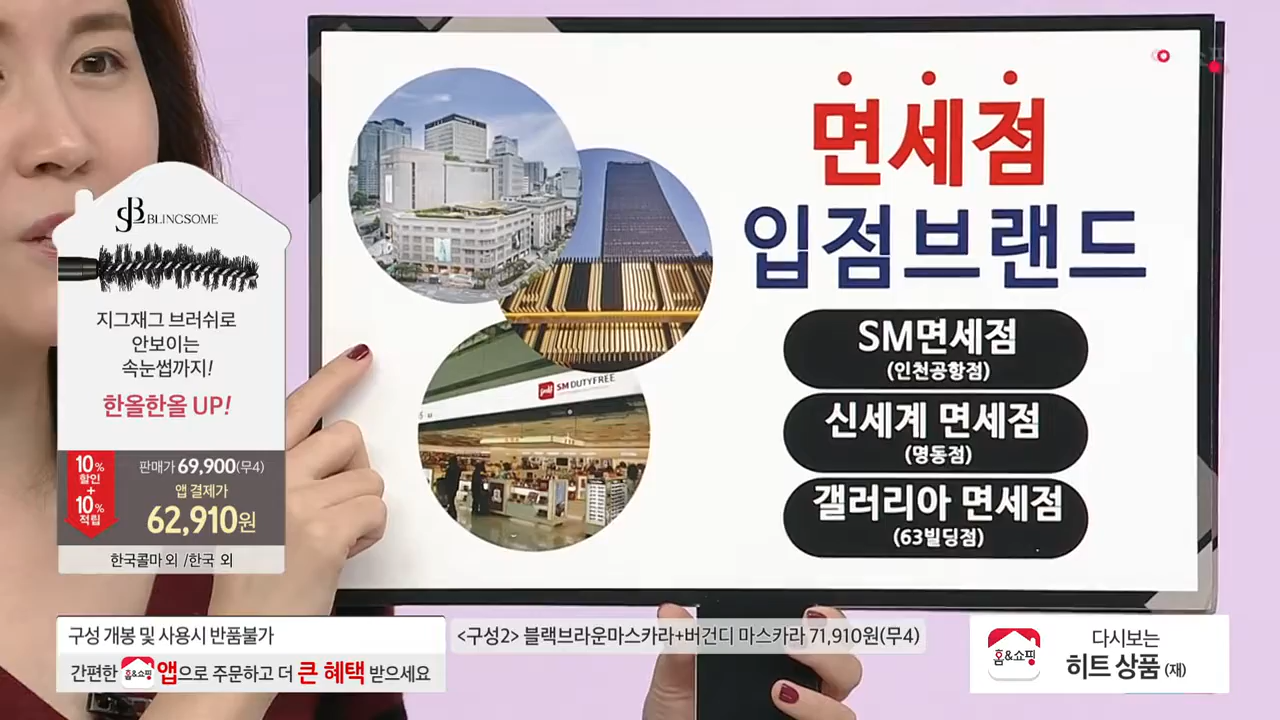 면세점
입점브랜드
SM면세점
(인천공항점)
신세계 면세점
(명동점)
갤러리아 면세점
(63빌딩점)
SM DUTYFREE
BLINGSOME
지그재그 브러쉬로
안보이는
속눈썹까지!
한올한올 UP!
10%
할인
+
10%
적립
판매가 69,900(무4)
앱 결제가
62,910원
한국콜마 외 /한국 외
구성 개봉 및 사용시 반품불가
간편한 홈&쇼핑 앱으로 주문하고 더 큰 혜택 받으세요
<구성2> 블랙브라운마스카라+버건디 마스카라 71,910원(무4)
홈&쇼핑
다시보는
히트 상품 (재)